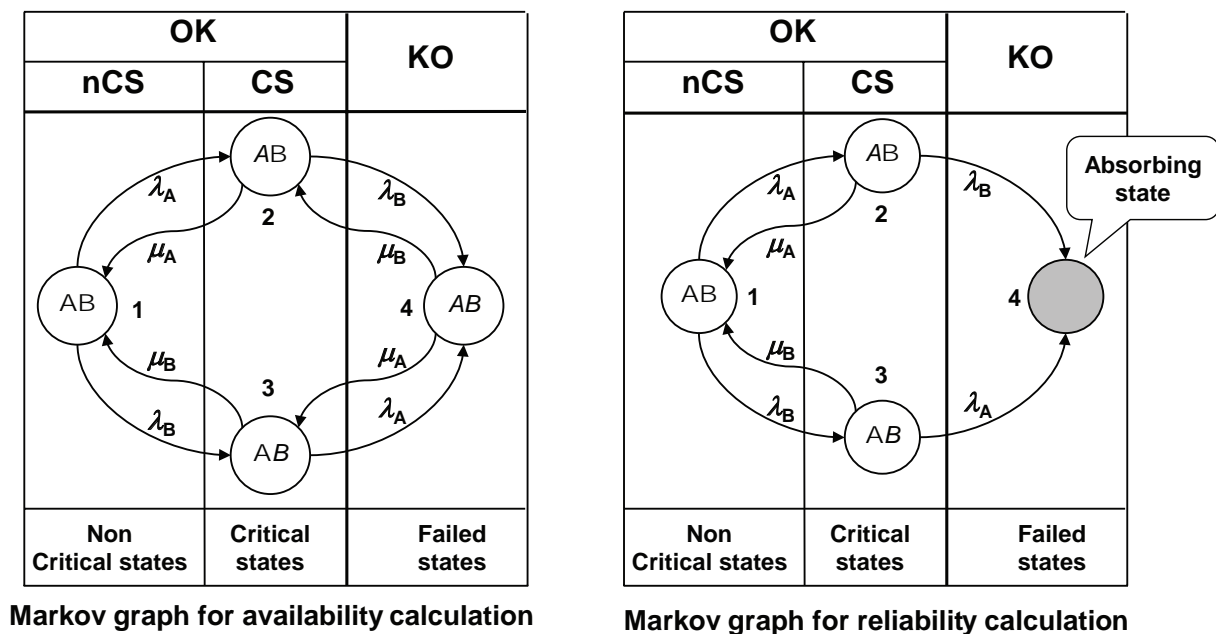 OK
KO
nCS
CS
AB
λA
λB
2
μA
μB
AB
1
4
AB
μB
μA
3
λB
λA
AB
Non
Critical states
Critical
states
Failed
states
Markov graph for availability calculation
OK
KO
nCS
CS
AB
Absorbing
state
λA
λB
2
μA
AB
1
4
μB
3
λB
λA
AB
Non
Critical states
Critical
states
Failed
states
Markov graph for reliability calculation